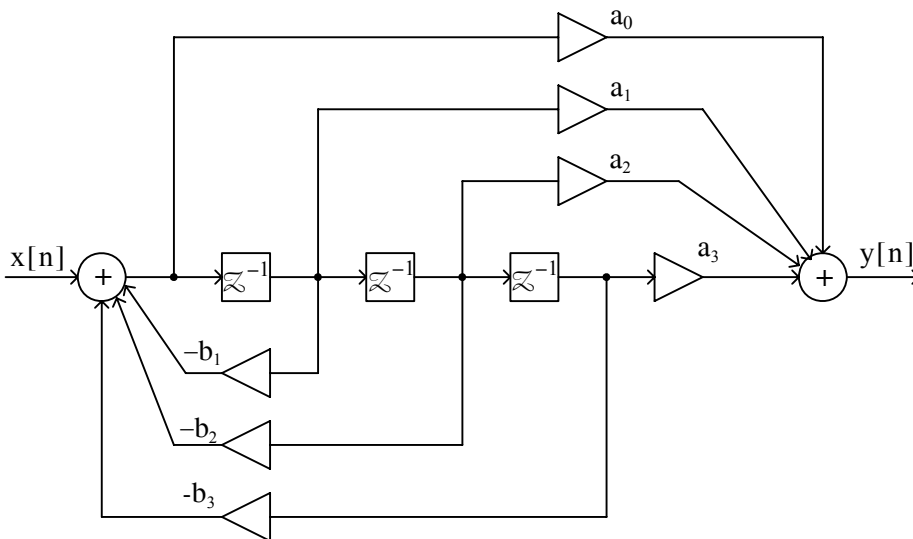 a₀
a₁
a₂
x[n] + 𝒵⁻¹ 𝒵⁻¹ 𝒵⁻¹ a₃ + y[n]
–b₁
–b₂
-b₃